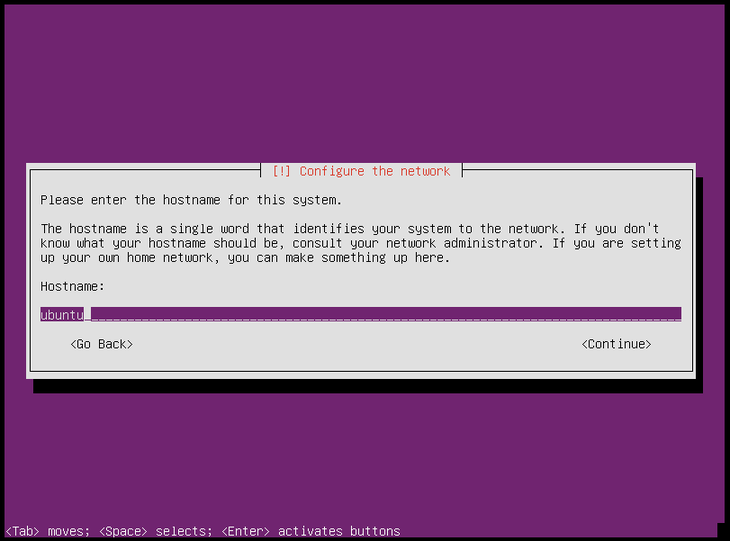 [!] Configure the network
Please enter the hostname for this system.
The hostname is a single word that identifies your system to the network. If you don't
know what your hostname should be, consult your network administrator. If you are setting
up your own home network, you can make something up here.
Hostname:
ubuntu
<Go Back> <Continue>
<Tab> moves; <Space> selects; <Enter> activates buttons